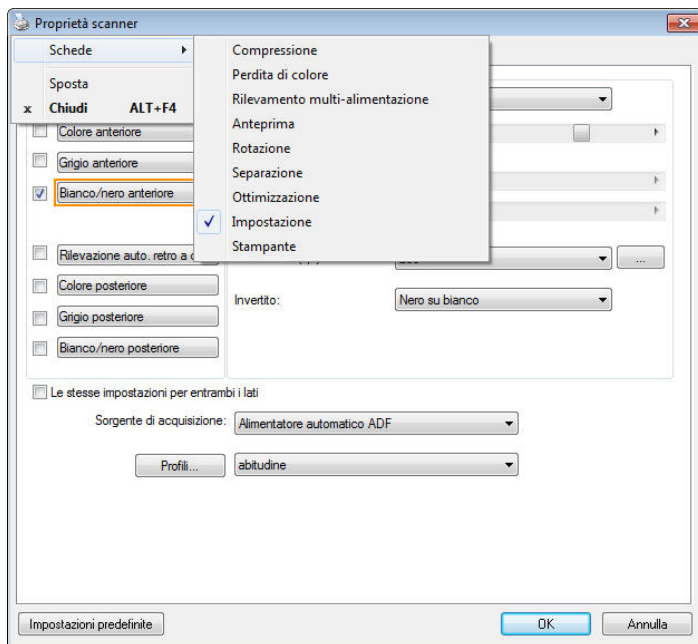 Proprietà scanner
Schede
Sposta
x Chiudi ALT+F4
Compressione
Perdita di colore
Rilevamento multi-alimentazione
Anteprima
Rotazione
Separazione
Ottimizzazione
Impostazione
Stampante
Colore anteriore
Grigio anteriore
Bianco/nero anteriore
Rilevazione auto. retro a
Colore posteriore
Grigio posteriore
Bianco/nero posteriore
...
Invertito: Nero su bianco
Le stesse impostazioni per entrambi i lati
Sorgente di acquisizione: Alimentatore automatico ADF
Profili... abitudine
Impostazioni predefinite OK Annulla